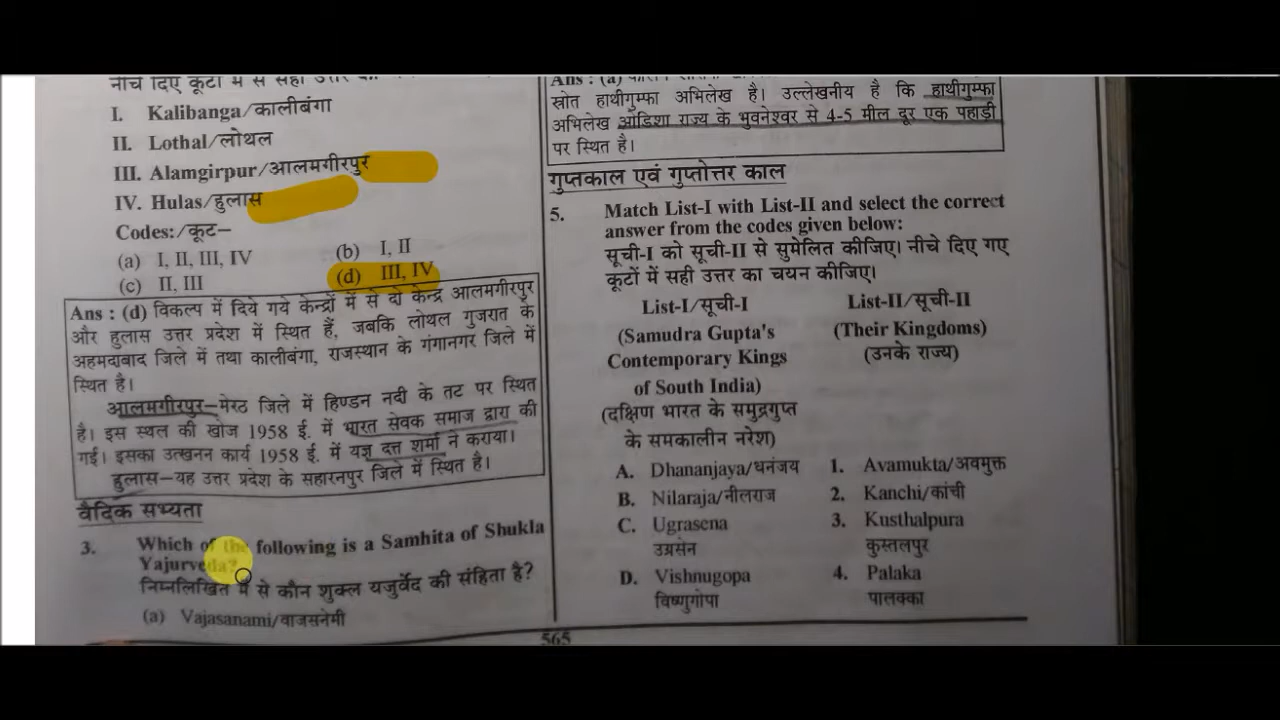 नीचे दिए कूटों में से सही उत्तर
I. Kalibanga/कालीबंगा
II. Lothal/लोथल
III. Alamgirpur/आलमगीरपुर
IV. Hulas/हुलास
Codes:/कूट–
(a) I, II, III, IV (b) I, II
(c) II, III (d) III, IV
Ans : (d) विकल्प में दिये गये केन्द्रों में से दो केन्द्र आलमगीरपुर
और हुलास उत्तर प्रदेश में स्थित हैं, जबकि लोथल गुजरात के
अहमदाबाद जिले में तथा कालीबंगा, राजस्थान के गंगानगर जिले में
स्थित है।
आलमगीरपुर–मेरठ जिले में हिण्डन नदी के तट पर स्थित
है। इस स्थल की खोज 1958 ई. में भारत सेवक समाज द्वारा की
गई। इसका उत्खनन कार्य 1958 ई. में यज्ञ दत्त शर्मा ने कराया।
हुलास–यह उत्तर प्रदेश के सहारनपुर जिले में स्थित है।
वैदिक सभ्यता
3. Which of the following is a Samhita of Shukla
Yajurveda?
निम्नलिखित में से कौन शुक्ल यजुर्वेद की संहिता है?
(a) Vajasanami/वाजसनेमी
Ans : (a)
स्रोत हाथीगुम्फा अभिलेख है। उल्लेखनीय है कि हाथीगुम्फा
अभिलेख ओडिशा राज्य के भुवनेश्वर से 4-5 मील दूर एक पहाड़ी
पर स्थित है।
गुप्तकाल एवं गुप्तोत्तर काल
5. Match List-I with List-II and select the correct
answer from the codes given below:
सूची-I को सूची-II से सुमेलित कीजिए। नीचे दिए गए
कूटों में सही उत्तर का चयन कीजिए।
List-I/सूची-I List-II/सूची-II
(Samudra Gupta's (Their Kingdoms)
Contemporary Kings (उनके राज्य)
of South India)
(दक्षिण भारत के समुद्रगुप्त
के समकालीन नरेश)
A. Dhananjaya/धनंजय 1. Avamukta/अवमुक्त
B. Nilaraja/नीलराज 2. Kanchi/कांची
C. Ugrasena 3. Kusthalpura
उग्रसेन कुस्तलपुर
D. Vishnugopa 4. Palaka
विष्णुगोपा पालक्का
565